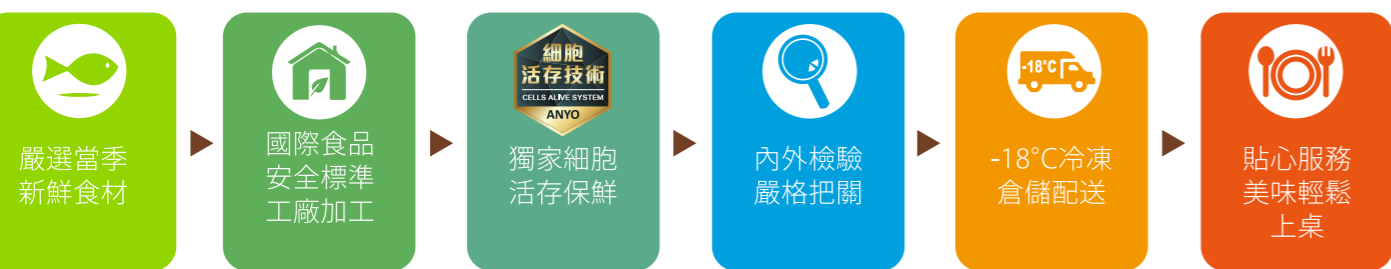 嚴選當季
新鮮食材
國際食品
安全標準
工廠加工
細胞
活存技術
CELLS ALIVE SYSTEM
ANYO
獨家細胞
活存保鮮
內外檢驗
嚴格把關
-18°C
-18°C冷凍
倉儲配送
貼心服務
美味輕鬆
上桌